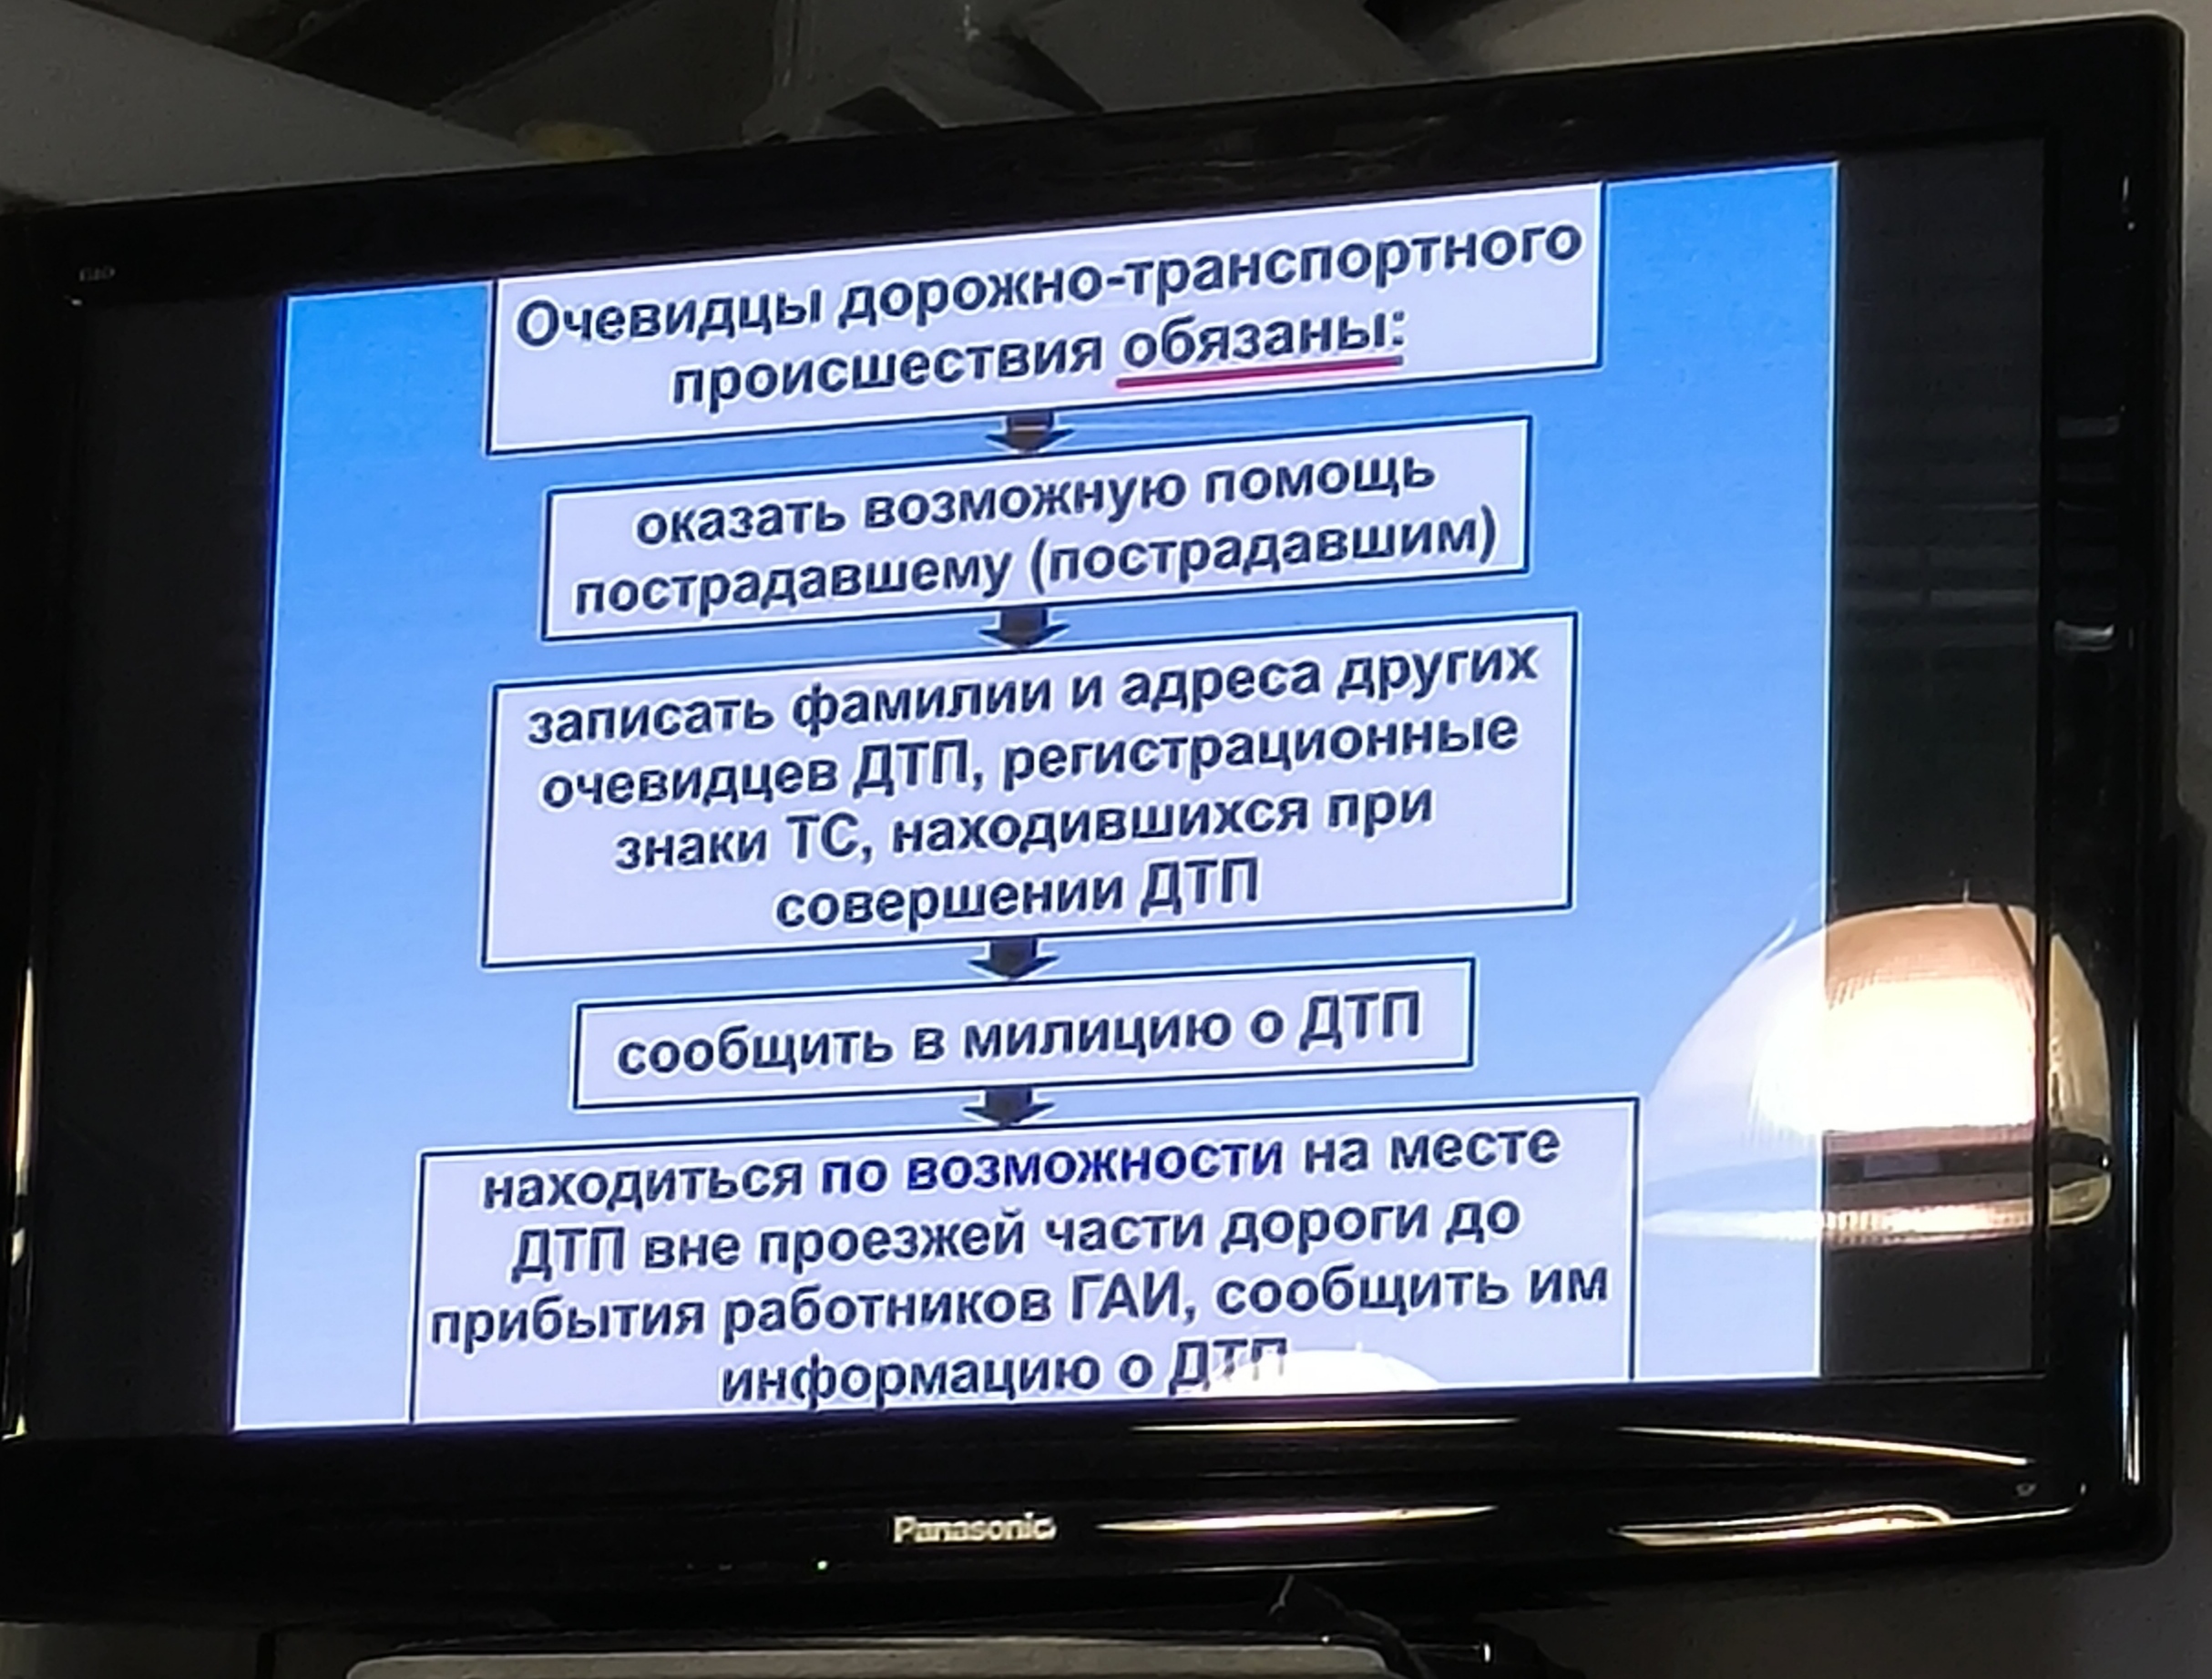 Очевидцы дорожно-транспортного
происшествия обязаны:
оказать возможную помощь
пострадавшему (пострадавшим)
записать фамилии и адреса других
очевидцев ДТП, регистрационные
знаки ТС, находившихся при
совершении ДТП
сообщить в милицию о ДТП
находиться по возможности на месте
ДТП вне проезжей части дороги до
прибытия работников ГАИ, сообщить им
информацию о ДТП
Panasonic